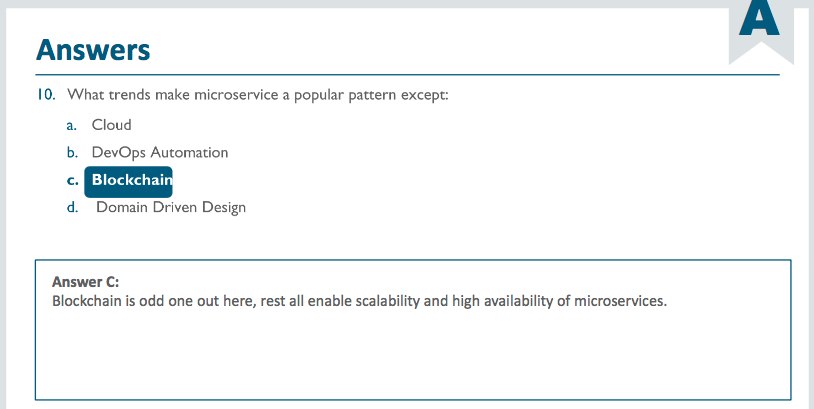 A
Answers
10. What trends make microservice a popular pattern except:
a. Cloud
b. DevOps Automation
c. Blockchain
d. Domain Driven Design
Answer C:
Blockchain is odd one out here, rest all enable scalability and high availability of microservices.